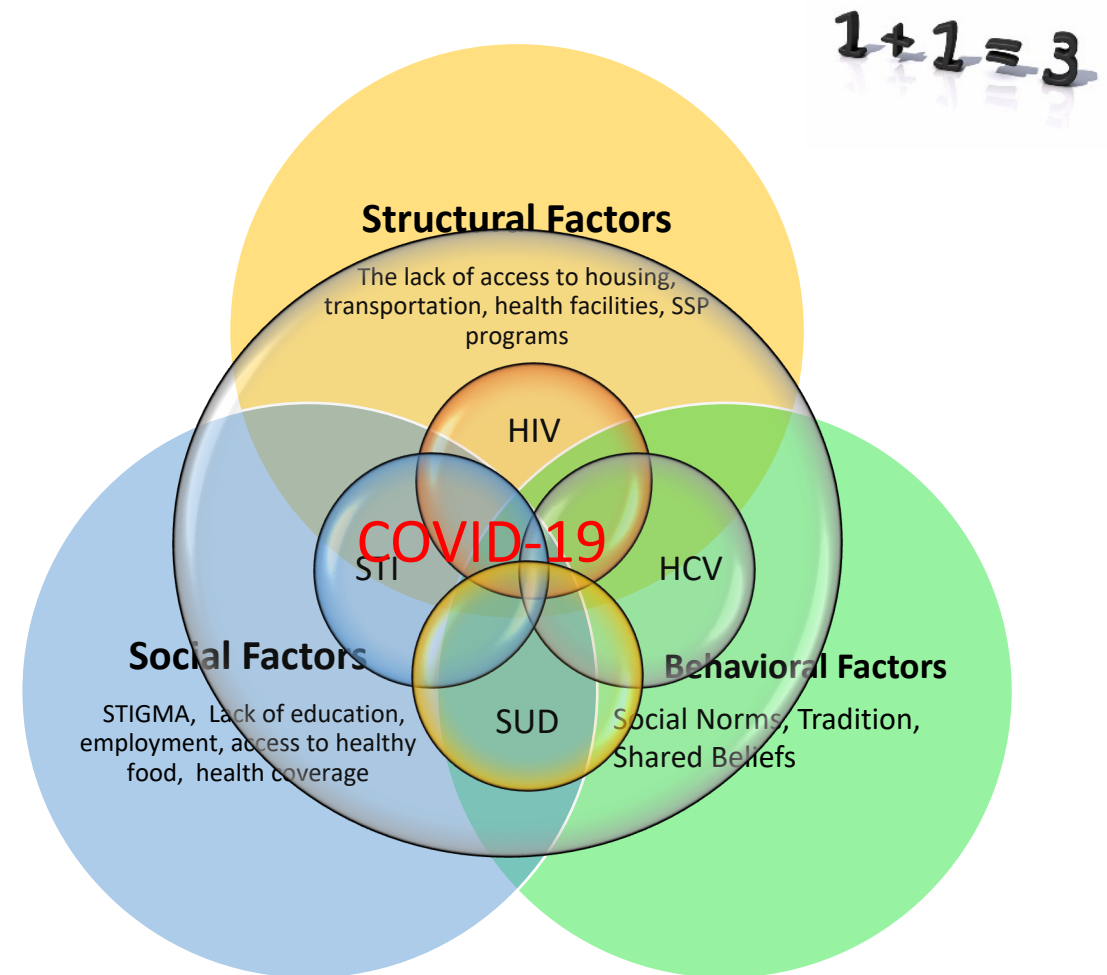 1 + 1 = 3
Structural Factors
The lack of access to housing,
transportation, health facilities, SSP
programs
HIV
COVID-19
STI
HCV
Social Factors
STIGMA, Lack of education,
employment, access to healthy
food, health coverage
SUD
Behavioral Factors
Social Norms, Tradition,
Shared Beliefs